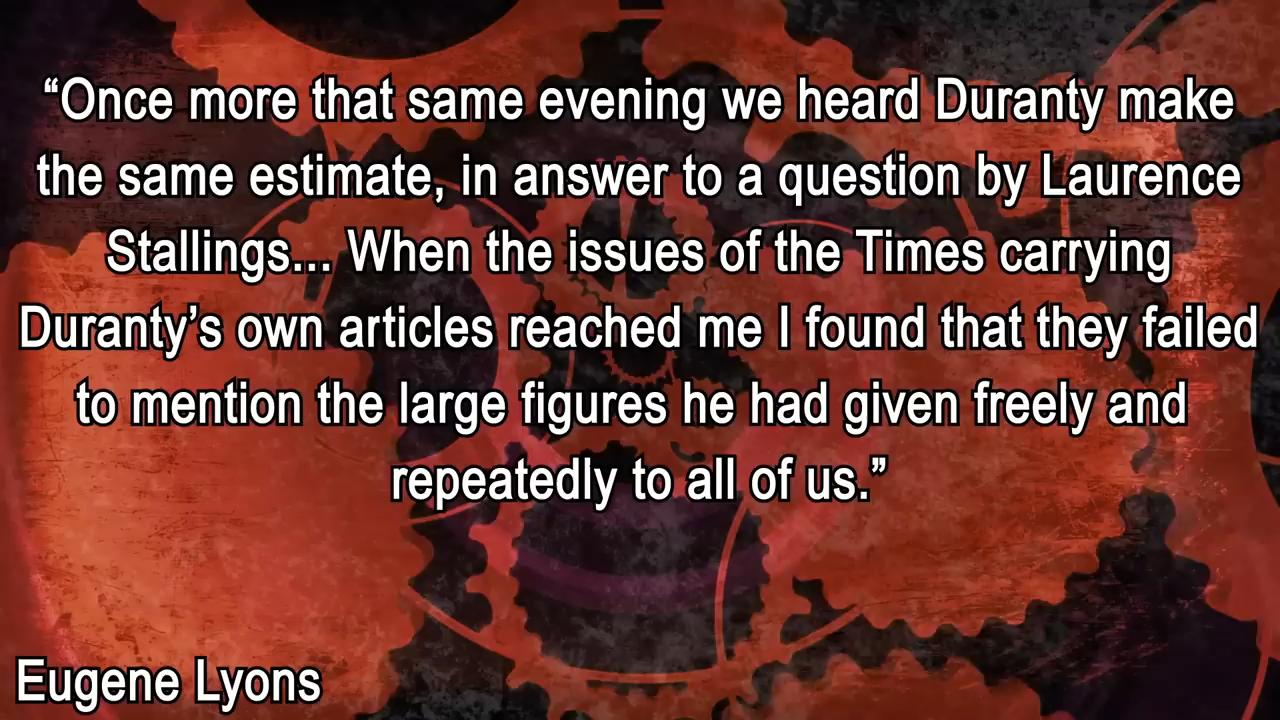 “Once more that same evening we heard Duranty make
the same estimate, in answer to a question by Laurence
Stallings... When the issues of the Times carrying
Duranty’s own articles reached me I found that they failed
to mention the large figures he had given freely and
repeatedly to all of us.”
Eugene Lyons